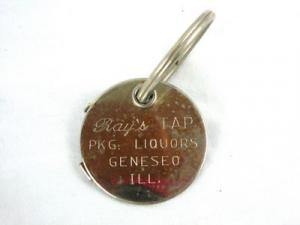 Ray's TAP
PKG. LIQUORS
GENESEO
ILL.